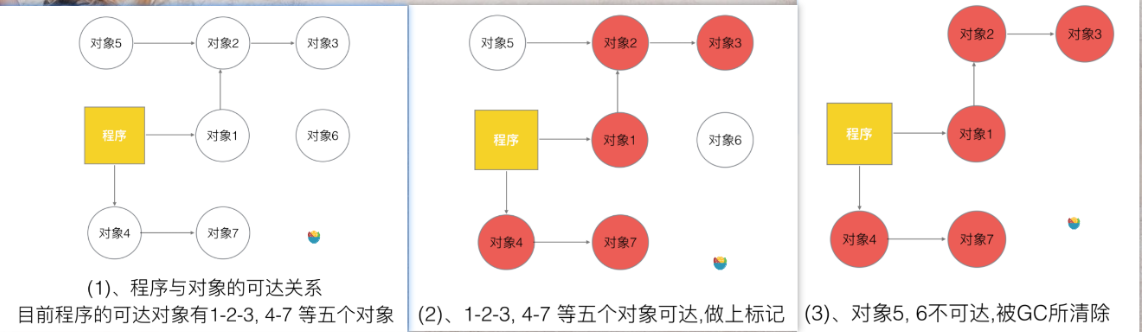 对象5
对象2
对象3
程序
对象1
对象6
对象4
对象7
(1)、程序与对象的可达关系
目前程序的可达对象有1-2-3, 4-7 等五个对象
对象5
对象2
对象3
程序
对象1
对象6
对象4
对象7
(2)、1-2-3, 4-7 等五个对象可达,做上标记
对象2
对象3
程序
对象1
对象4
对象7
(3)、对象5, 6不可达,被GC所清除